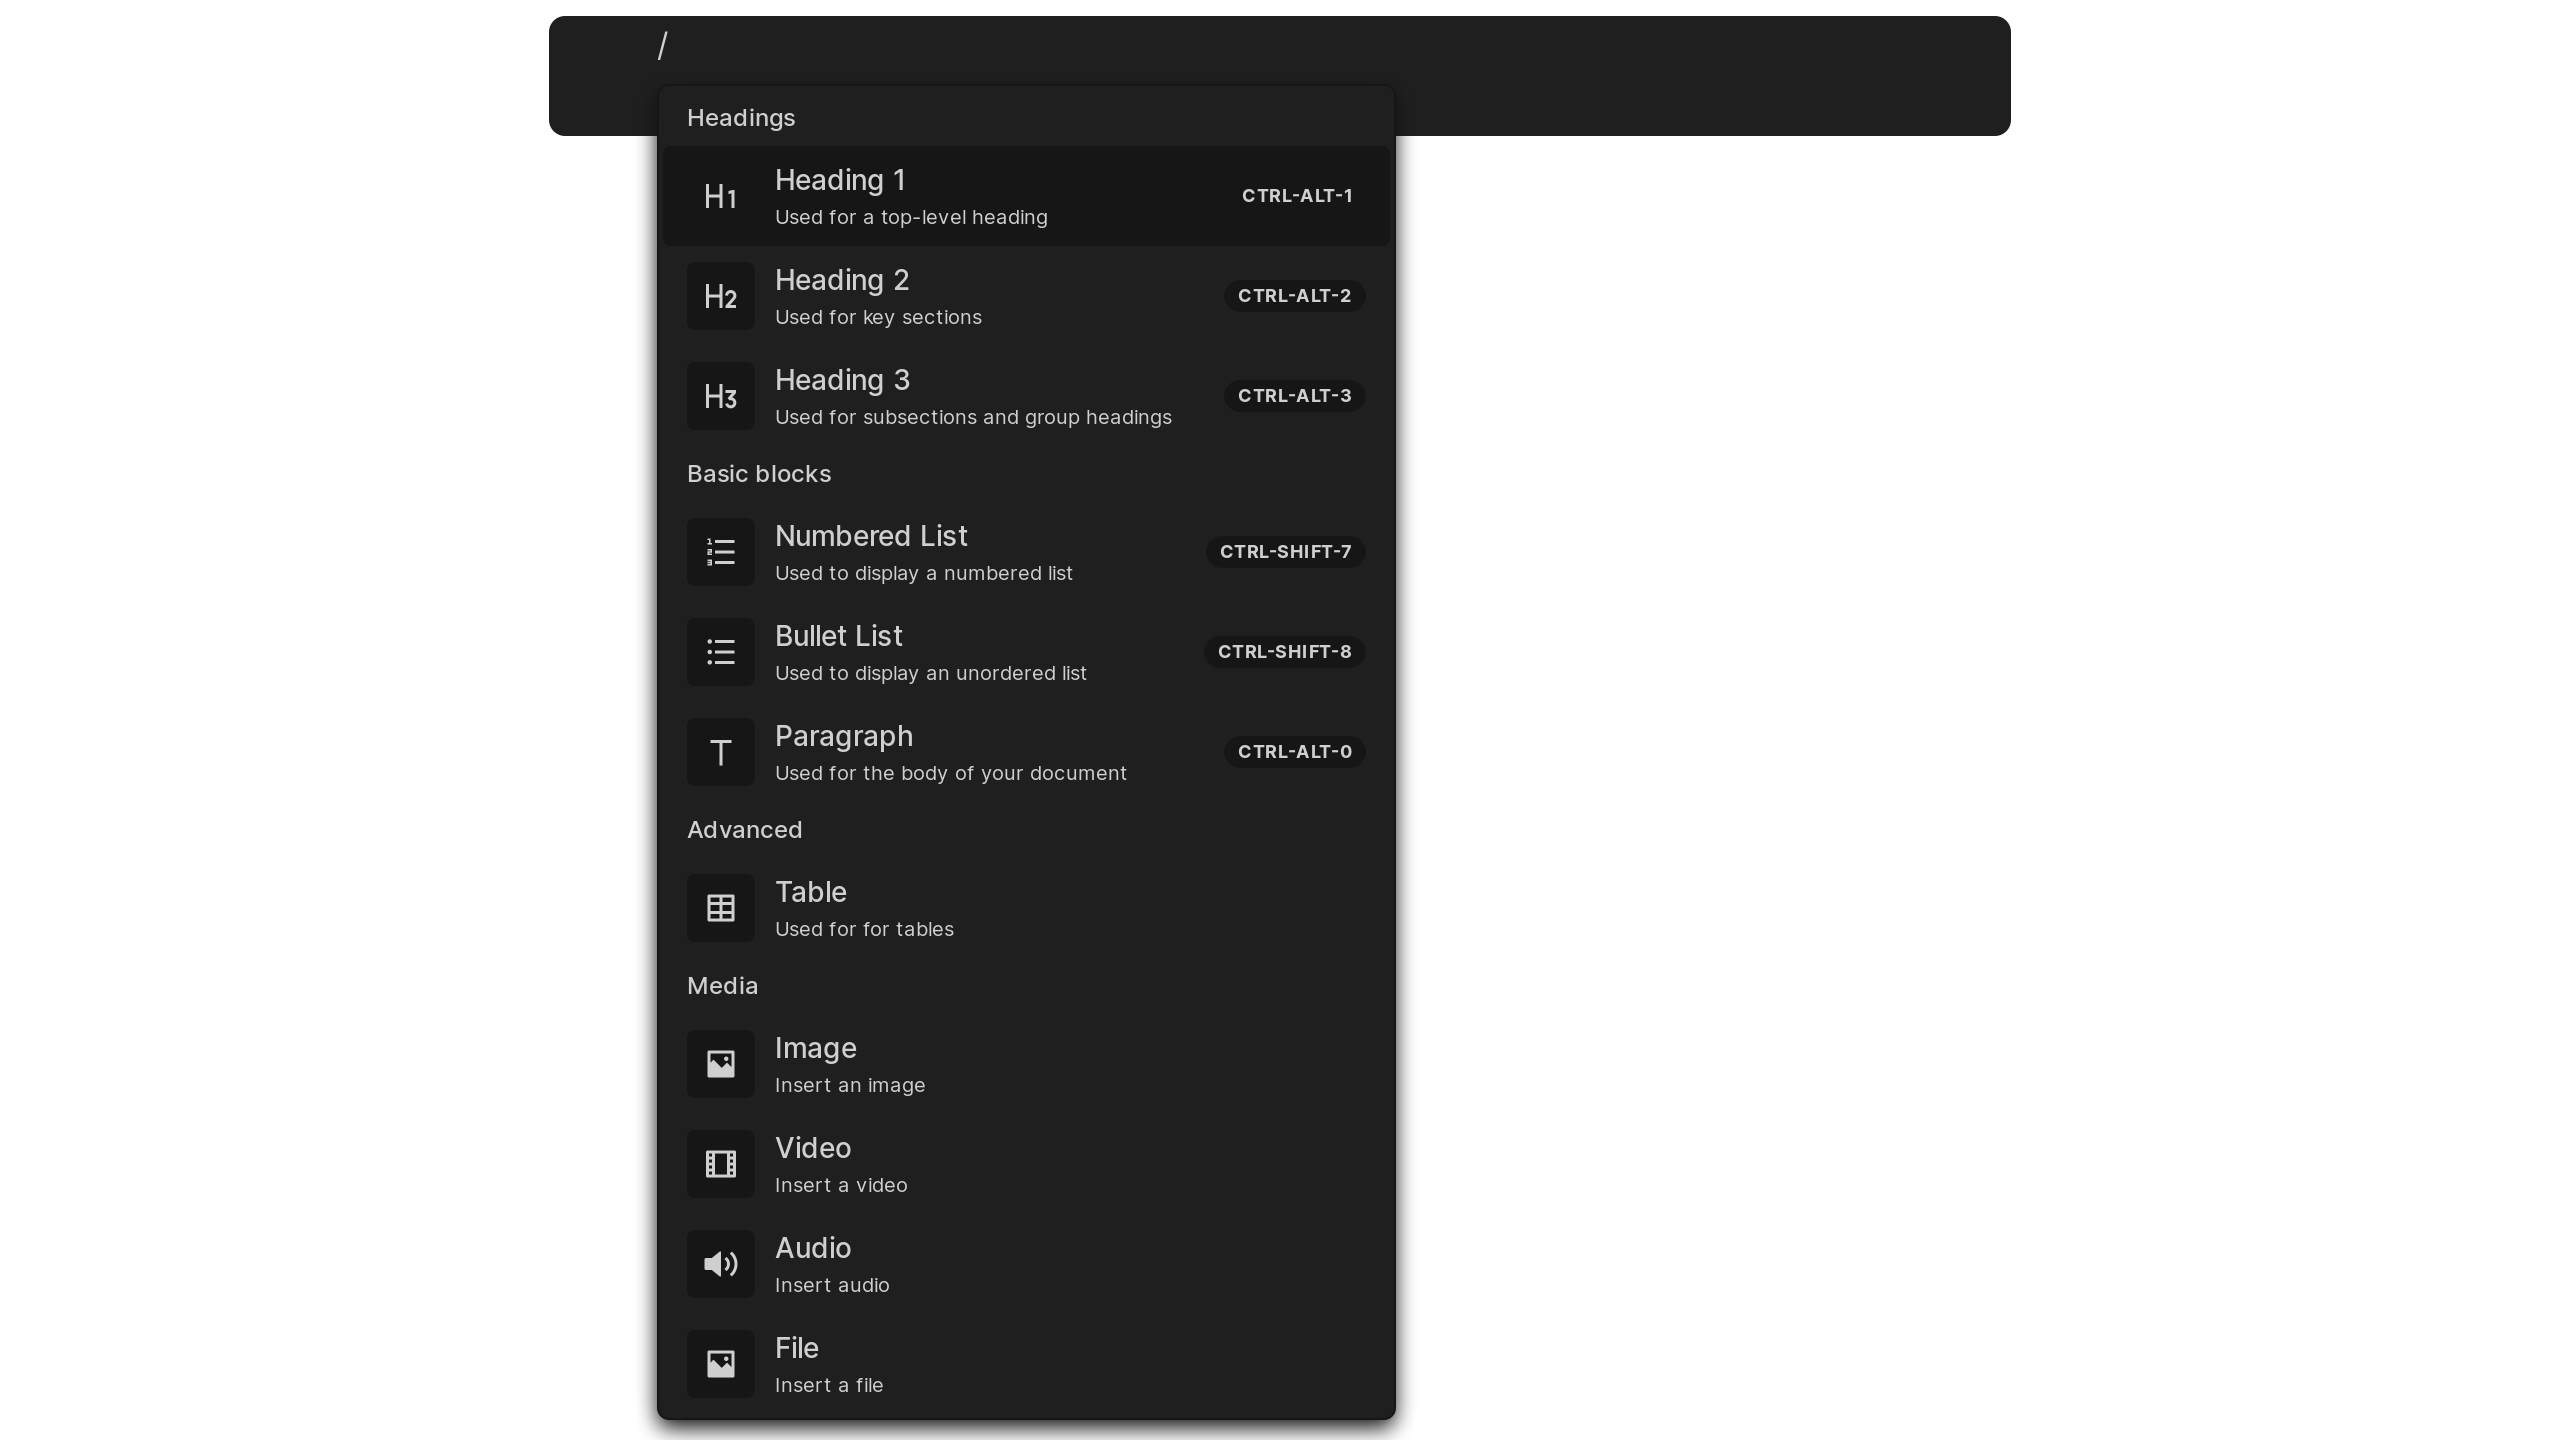 /
Headings
H1 Heading 1 CTRL-ALT-1
Used for a top-level heading
H2 Heading 2 CTRL-ALT-2
Used for key sections
H3 Heading 3 CTRL-ALT-3
Used for subsections and group headings
Basic blocks
Numbered List CTRL-SHIFT-7
Used to display a numbered list
Bullet List CTRL-SHIFT-8
Used to display an unordered list
T Paragraph CTRL-ALT-0
Used for the body of your document
Advanced
Table
Used for for tables
Media
Image
Insert an image
Video
Insert a video
Audio
Insert audio
File
Insert a file